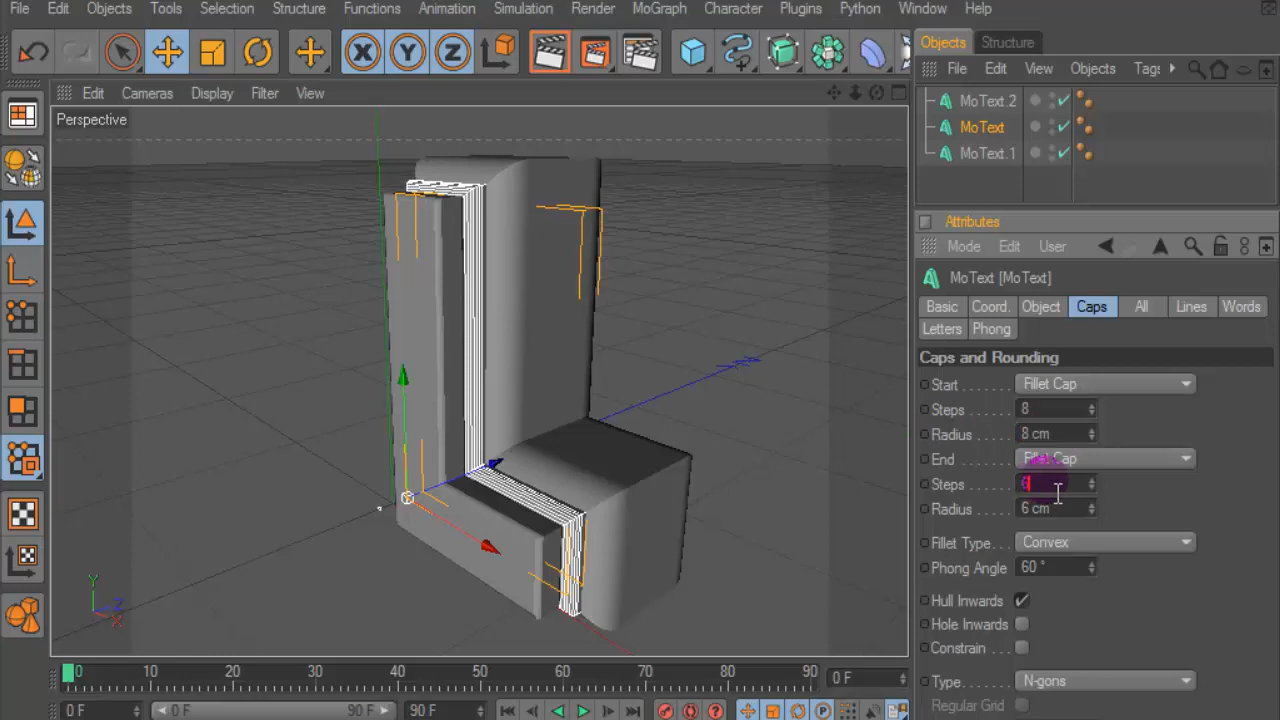 File Edit Objects Tools Selection Structure Functions Animation Simulation Render MoGraph Character Plugins Python Window Help
X Y Z
Objects Structure
File Edit View Objects Tags
Edit Cameras Display Filter View
Perspective
MoText.2
MoText
MoText.1
Attributes
Mode Edit User
MoText [MoText]
Basic Coord. Object Caps All Lines Words
Letters Phong
Caps and Rounding
Start Fillet Cap
Steps 8
Radius 8 cm
End Fillet Cap
Steps 6
Radius 6 cm
Fillet Type Convex
Phong Angle 60 °
Hull Inwards
Hole Inwards
Constrain
Type N-gons
Regular Grid
Y
Z
X
0 10 20 30 40 50 60 70 80 90 0 F
0 F 0 F 90 F 90 F